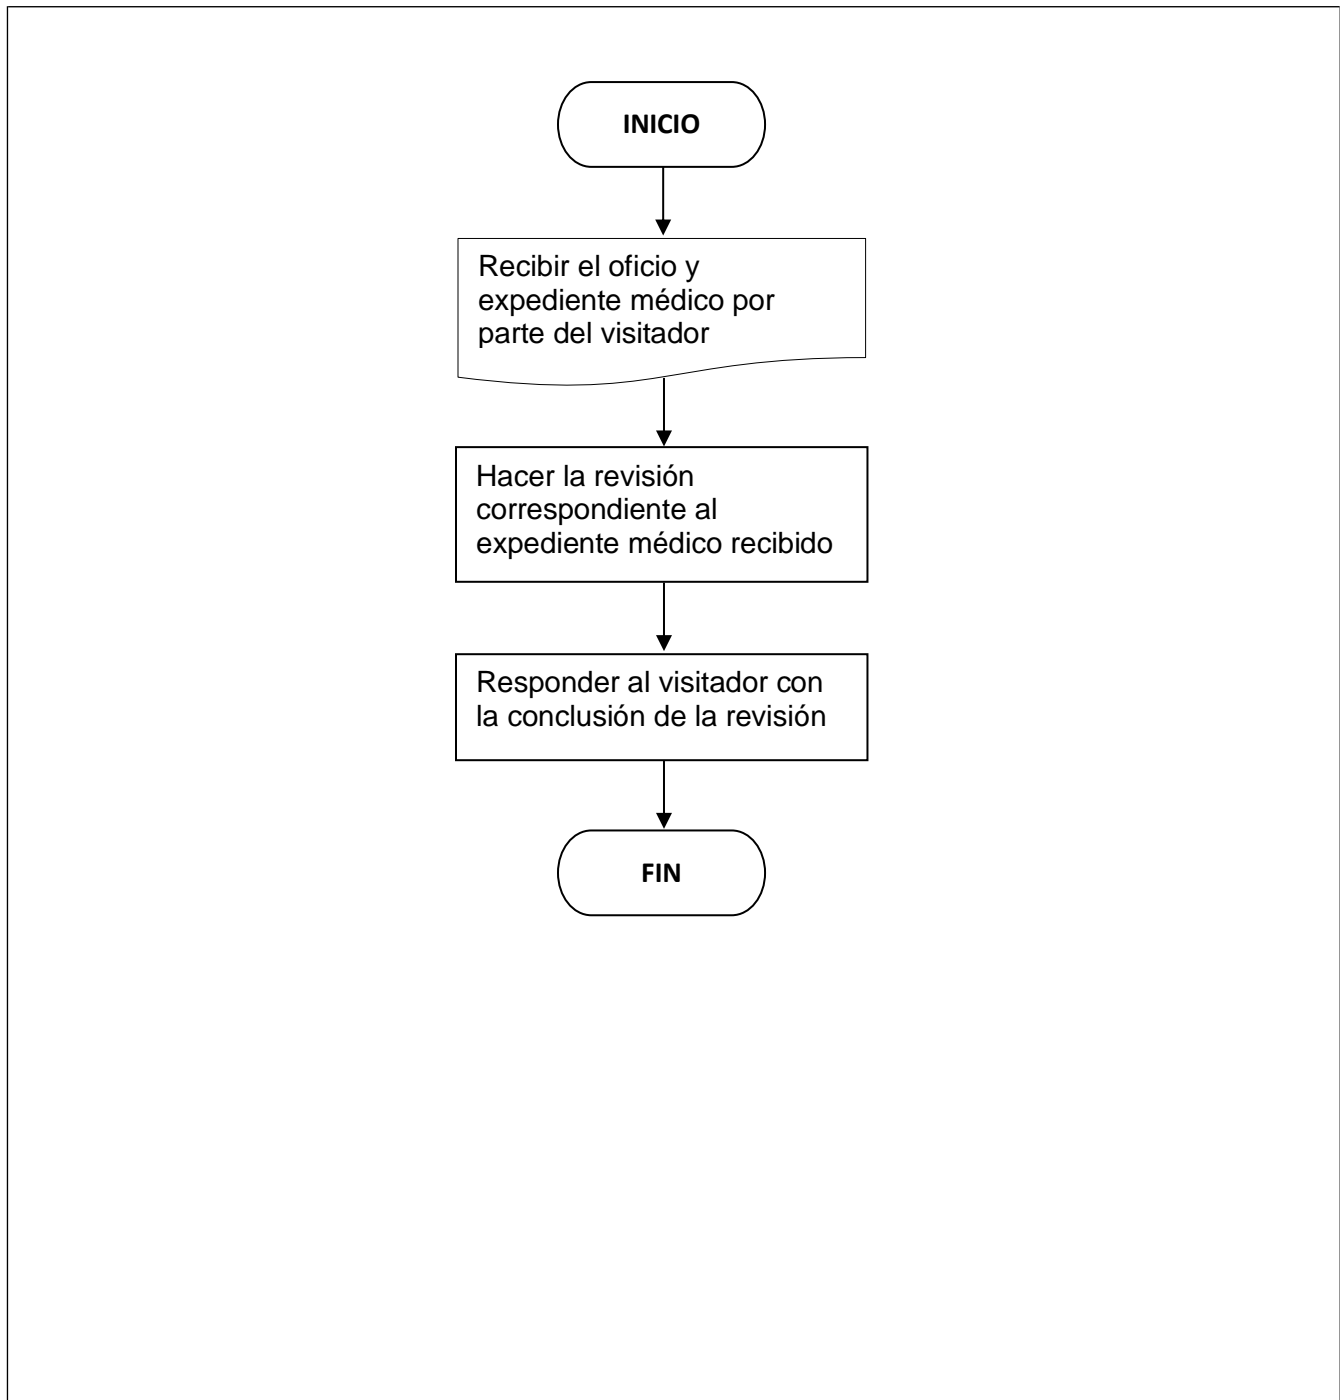 INICIO
Recibir el oficio y
expediente médico por
parte del visitador
Hacer la revisión
correspondiente al
expediente médico recibido
Responder al visitador con
la conclusión de la revisión
FIN